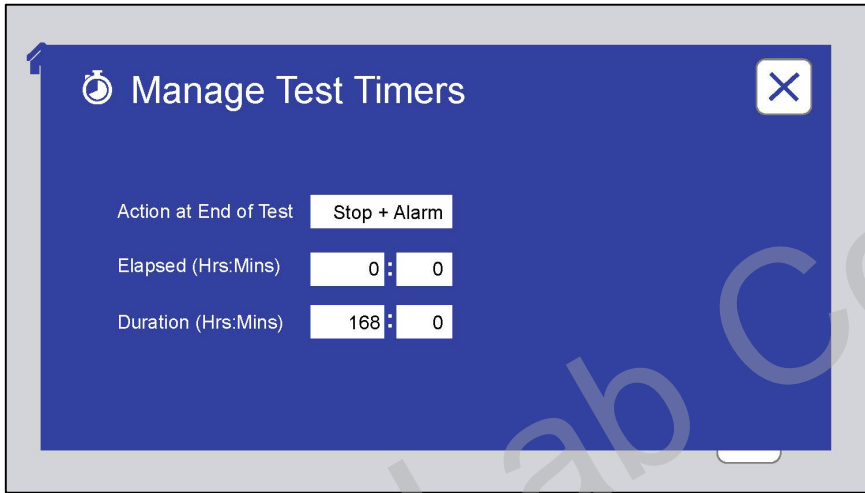 Manage Test Timers
Action at End of Test Stop + Alarm
Elapsed (Hrs:Mins) 0 : 0
Duration (Hrs:Mins) 168 : 0
Lab